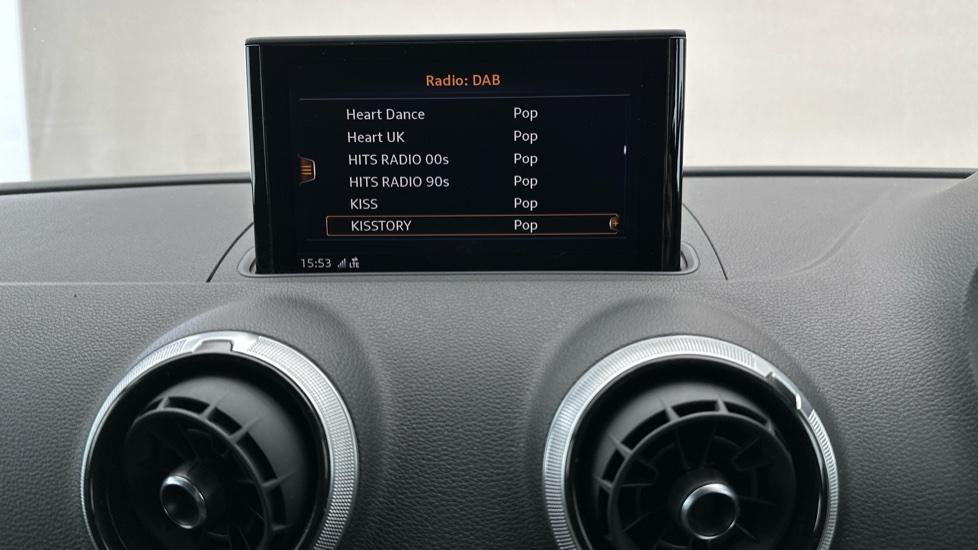 Radio: DAB
Heart Dance Pop
Heart UK Pop
HITS RADIO 00s Pop
HITS RADIO 90s Pop
KISS Pop
KISSTORY Pop
15:53 LTE